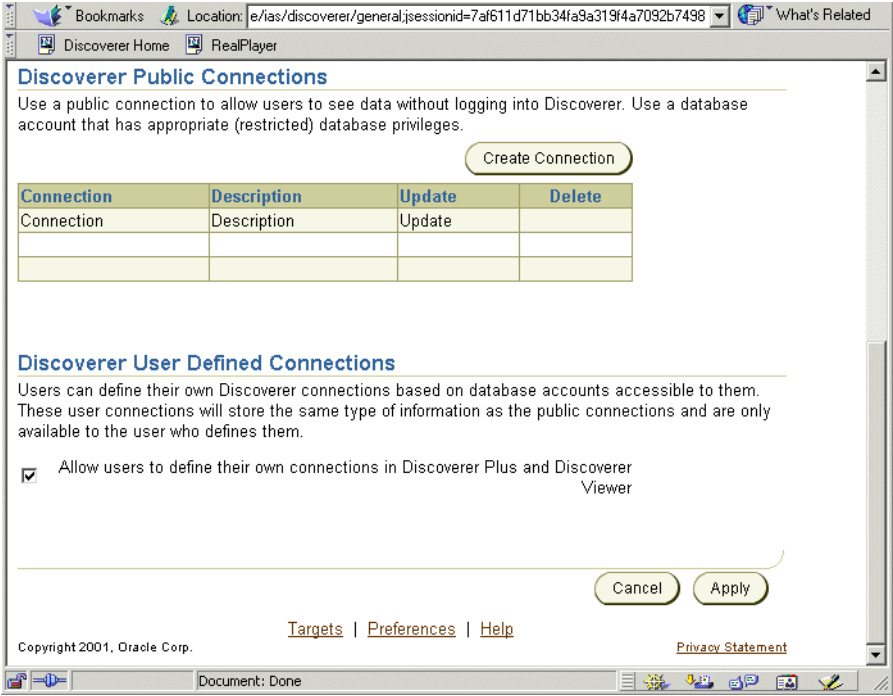 Bookmarks Location: e/ias/discoverer/general;jsessionid=7af611d71bb34fa9a319f4a7092b7498 What's Related
Discoverer Home RealPlayer
Discoverer Public Connections
Use a public connection to allow users to see data without logging into Discoverer. Use a database
account that has appropriate (restricted) database privileges.
Create Connection
Connection Description Update Delete
Connection Description Update
Discoverer User Defined Connections
Users can define their own Discoverer connections based on database accounts accessible to them.
These user connections will store the same type of information as the public connections and are only
available to the user who defines them.
Allow users to define their own connections in Discoverer Plus and Discoverer
Viewer
Cancel Apply
Targets | Preferences | Help
Copyright 2001, Oracle Corp. Privacy Statement
Document: Done